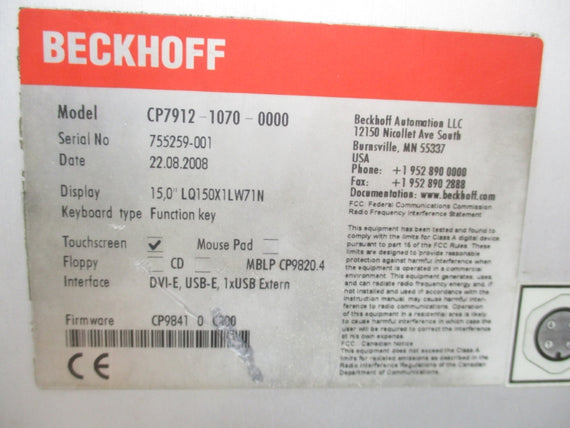 BECKHOFF
Model CP7912-1070-0000
Serial No 755259-001
Date 22.08.2008
Display 15,0" LQ150X1LW71N
Keyboard type Function key
Touchscreen ✓ Mouse Pad
Floppy CD MBLP CP9820.4
Interface DVI-E, USB-E, 1xUSB Extern
Firmware CP9841 0
Beckhoff Automation LLC
12150 Nicollet Ave South
Burnsville, MN 55337
USA
Phone: +1 952 890 0000
Fax: +1 952 890 2888
Documentation: www.beckhoff.com
FCC: Federal Communications Commission
Radio Frequency Interference Statement
This equipment has been tested and found to
comply with the limits for Class A digital device
pursuant to part 15 of the FCC Rules. These
limits are designed to provide reasonable
protection against harmful interference when
the equipment is operated in a commercial
environment. This equipment generates, uses,
and can radiate radio frequency energy and, if
not installed and used if accordance with the
instruction manual, may cause harmful inter-
ference to radio communications. Operation
of this equipment in a residential area is likely
to cause harmful interference in which case the
user will be required to correct the interference
at his own expense.
FCC: Canadian Notice
This equipment does not exceed the Class A
limits for radiated emissions as described in the
Radio Interference Regulations of the Canadian
Department of Communications.
CE